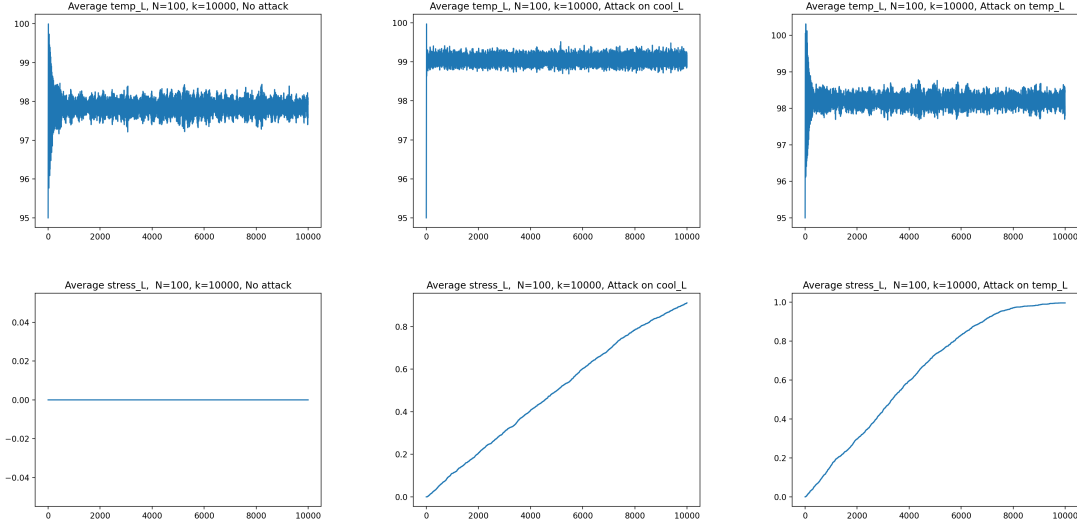 Average temp_L, N=100, k=10000, No attack
100
99
98
97
96
95
0 2000 4000 6000 8000 10000
Average temp_L, N=100, k=10000, Attack on cool_L
100
99
98
97
96
95
0 2000 4000 6000 8000 10000
Average temp_L, N=100, k=10000, Attack on temp_L
100
99
98
97
96
95
0 2000 4000 6000 8000 10000
Average stress_L,  N=100, k=10000, No attack
0.04
0.02
0.00
−0.02
−0.04
0 2000 4000 6000 8000 10000
Average stress_L,  N=100, k=10000, Attack on cool_L
0.8
0.6
0.4
0.2
0.0
0 2000 4000 6000 8000 10000
Average stress_L,  N=100, k=10000, Attack on temp_L
1.0
0.8
0.6
0.4
0.2
0.0
0 2000 4000 6000 8000 10000